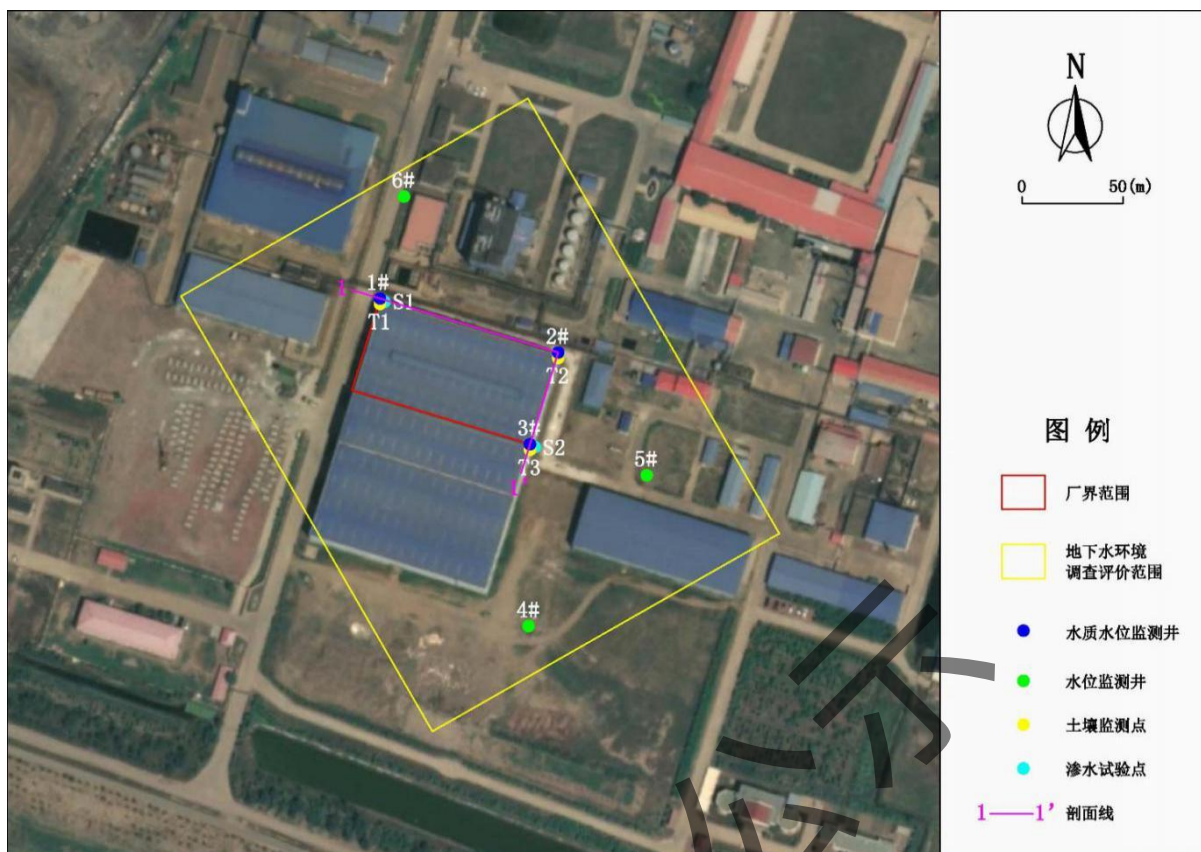 N
0 50(m)
6#
1#
1 S1
T1
2#
T2
3#
S2
T3
1'
5#
4#
图 例
厂界范围
地下水环境
调查评价范围
水质水位监测井
水位监测井
土壤监测点
渗水试验点
1——1' 剖面线